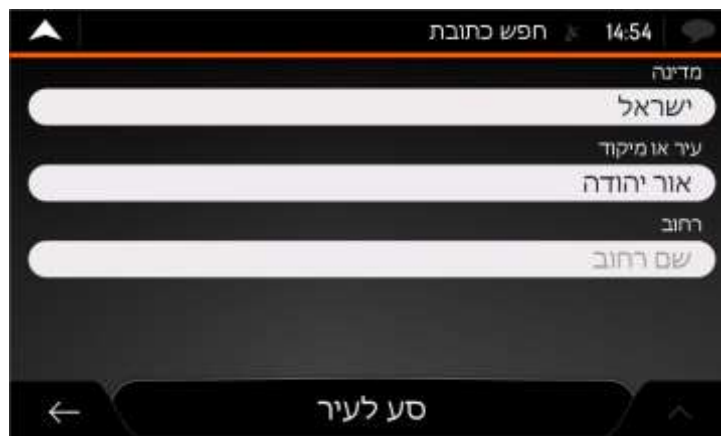 14:54 חפש כתובת
מדינה
ישראל
עיר או מיקוד
אור יהודה
רחוב
שם רחוב
סע לעיר